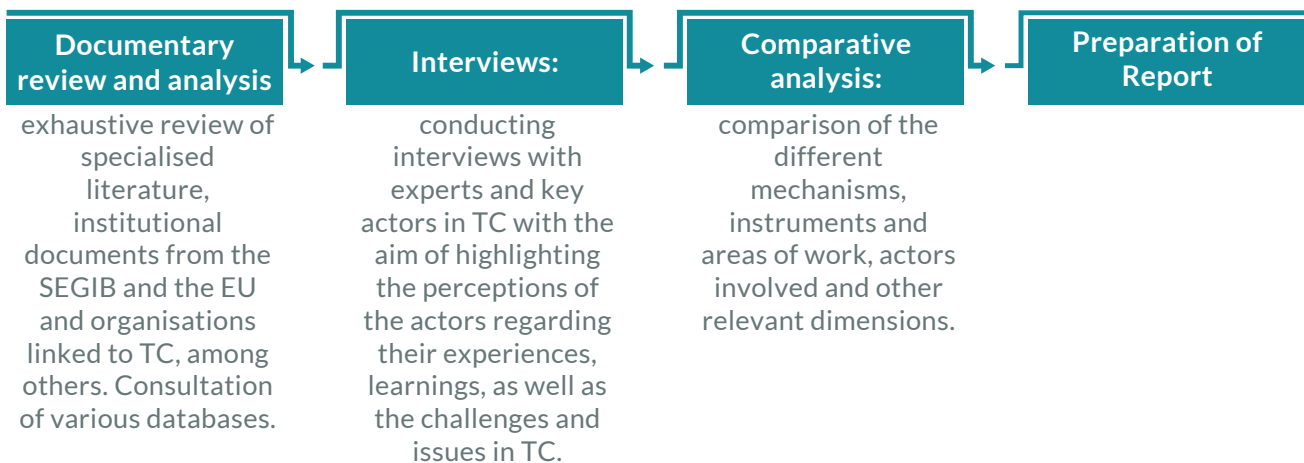 Documentary
review and analysis
exhaustive review of
specialised
literature,
institutional
documents from the
SEGIB and the EU
and organisations
linked to TC, among
others. Consultation
of various databases.
Interviews:
conducting
interviews with
experts and key
actors in TC with the
aim of highlighting
the perceptions of
the actors regarding
their experiences,
learnings, as well as
the challenges and
issues in TC.
Comparative
analysis:
comparison of the
different
mechanisms,
instruments and
areas of work, actors
involved and other
relevant dimensions.
Preparation of
Report